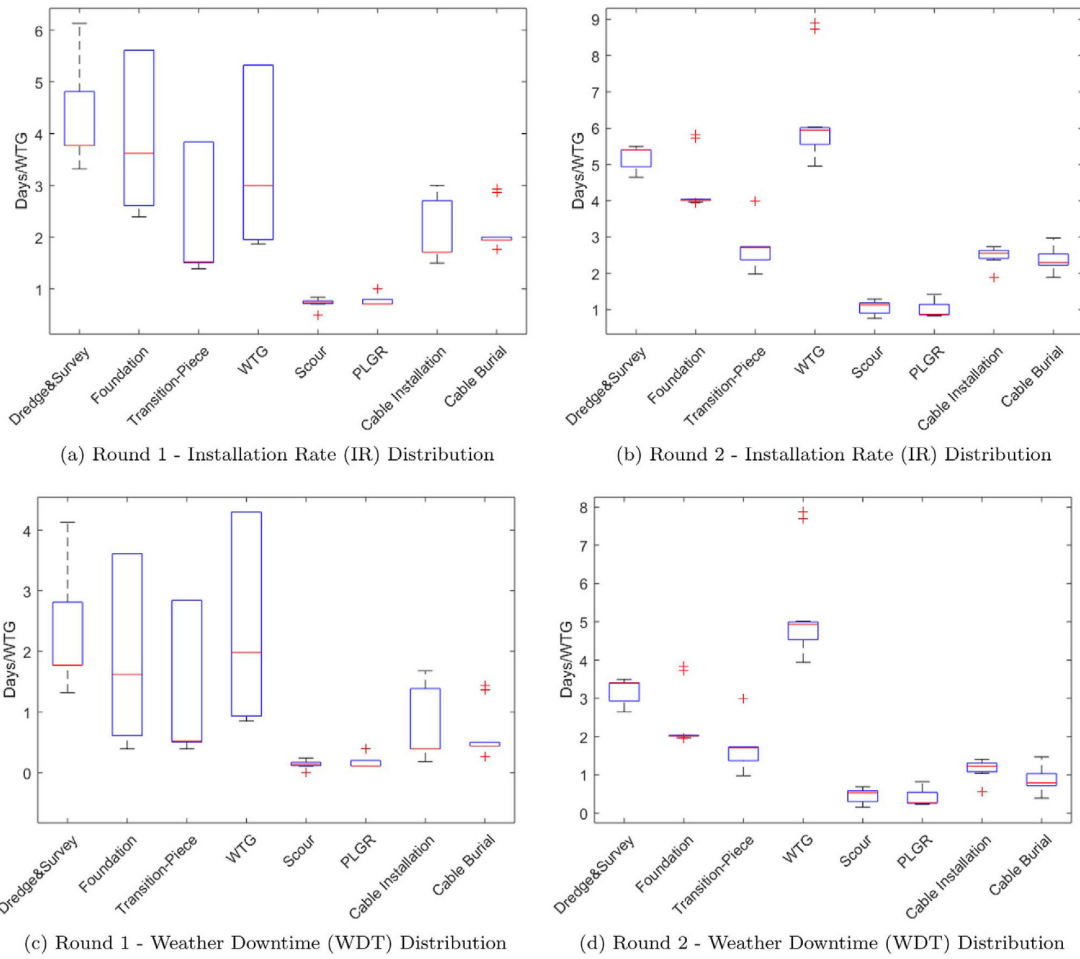 6
5
4
3
2
1
Days/WTG
Dredge&Survey
Foundation
Transition-Piece
WTG
Scour
PLGR
Cable Installation
Cable Burial
(a) Round 1 - Installation Rate (IR) Distribution
9
8
7
6
5
4
3
2
1
Days/WTG
Dredge&Survey
Foundation
Transition-Piece
WTG
Scour
PLGR
Cable Installation
Cable Burial
(b) Round 2 - Installation Rate (IR) Distribution
4
3
2
1
0
Days/WTG
Dredge&Survey
Foundation
Transition-Piece
WTG
Scour
PLGR
Cable Installation
Cable Burial
(c) Round 1 - Weather Downtime (WDT) Distribution
8
7
6
5
4
3
2
1
0
Days/WTG
Dredge&Survey
Foundation
Transition-Piece
WTG
Scour
PLGR
Cable Installation
Cable Burial
(d) Round 2 - Weather Downtime (WDT) Distribution